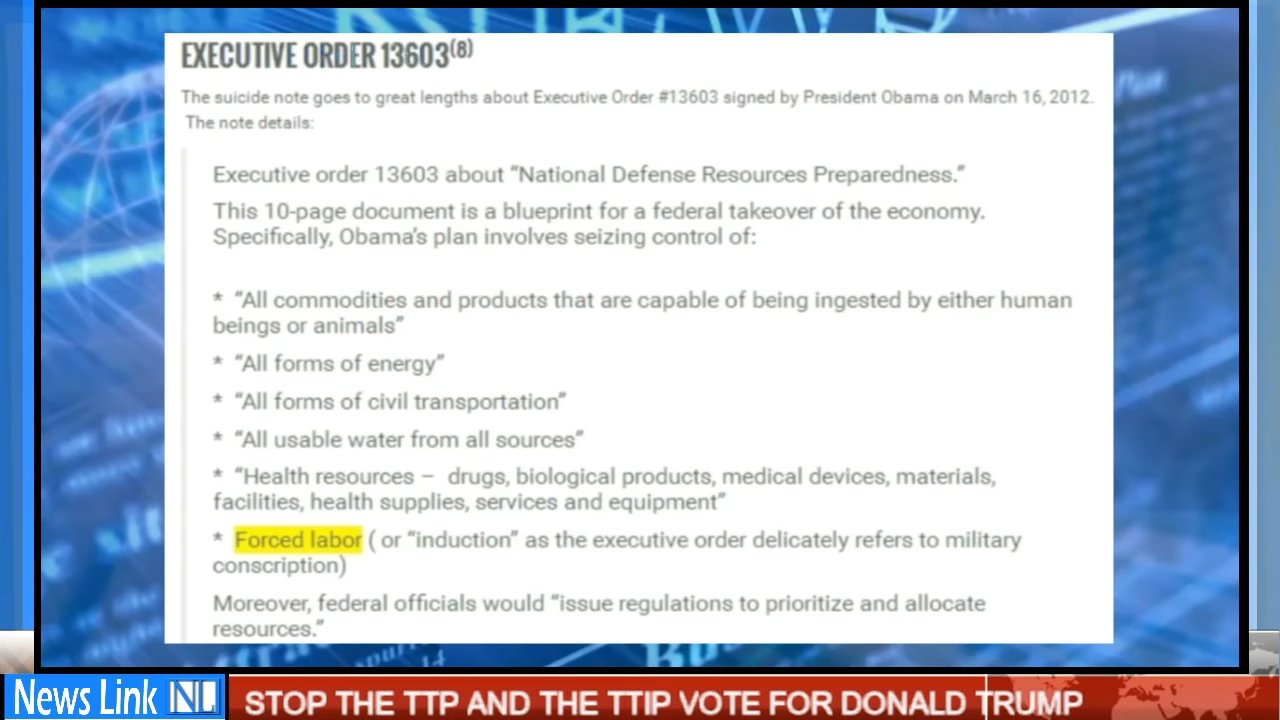 EXECUTIVE ORDER 13603(8)
The suicide note goes to great lengths about Executive Order #13603 signed by President Obama on March 16, 2012.
The note details:
Executive order 13603 about “National Defense Resources Preparedness.”
This 10-page document is a blueprint for a federal takeover of the economy.
Specifically, Obama’s plan involves seizing control of:
* “All commodities and products that are capable of being ingested by either human
beings or animals”
* “All forms of energy”
* “All forms of civil transportation”
* “All usable water from all sources”
* “Health resources – drugs, biological products, medical devices, materials,
facilities, health supplies, services and equipment”
* Forced labor ( or “induction” as the executive order delicately refers to military
conscription)
Moreover, federal officials would “issue regulations to prioritize and allocate
resources.”
News Link NL
STOP THE TTP AND THE TTIP VOTE FOR DONALD TRUMP